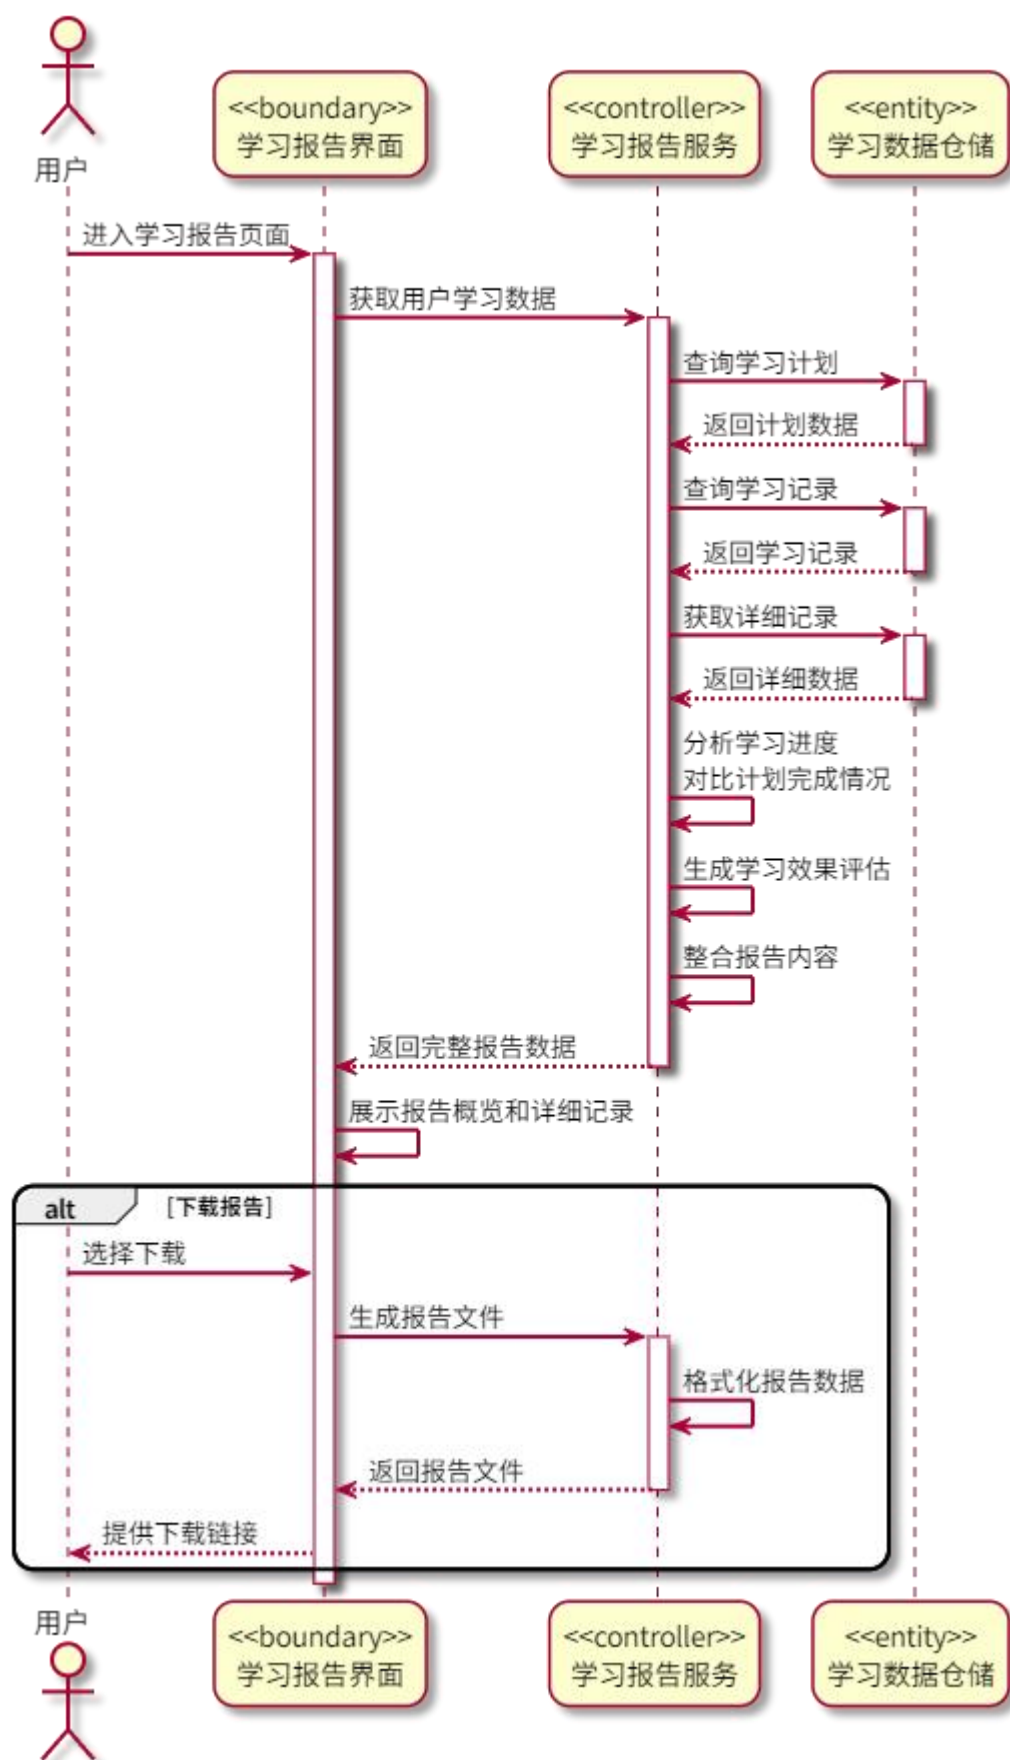 用户
<<boundary>>
学习报告界面
<<controller>>
学习报告服务
<<entity>>
学习数据仓储
进入学习报告页面
获取用户学习数据
查询学习计划
返回计划数据
查询学习记录
返回学习记录
获取详细记录
返回详细数据
分析学习进度
对比计划完成情况
生成学习效果评估
整合报告内容
返回完整报告数据
展示报告概览和详细记录
alt [下载报告]
选择下载
生成报告文件
格式化报告数据
返回报告文件
提供下载链接
用户
<<boundary>>
学习报告界面
<<controller>>
学习报告服务
<<entity>>
学习数据仓储